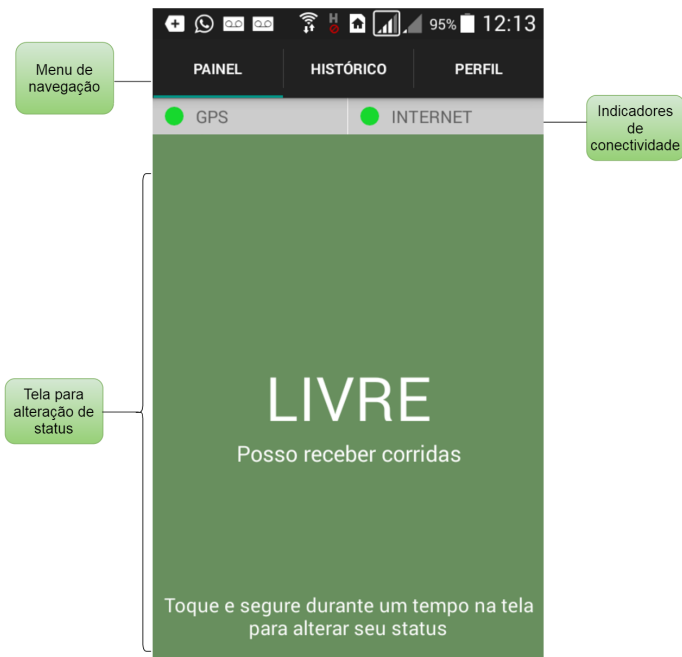 95% 12:13
PAINEL HISTÓRICO PERFIL
GPS INTERNET
Menu de
navegação
Indicadores
de
conectividade
LIVRE
Posso receber corridas
Tela para
alteração de
status
Toque e segure durante um tempo na tela
para alterar seu status